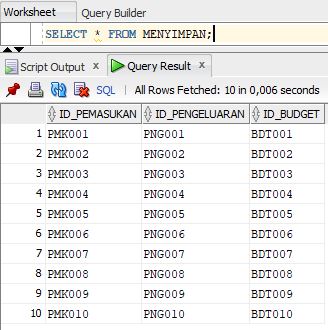 Worksheet Query Builder
SELECT * FROM MENYIMPAN;
Script Output Query Result
SQL All Rows Fetched: 10 in 0,006 seconds
ID_PEMASUKAN ID_PENGELUARAN ID_BUDGET
1 PMK001 PNG001 BDT001
2 PMK002 PNG002 BDT002
3 PMK003 PNG003 BDT003
4 PMK004 PNG004 BDT004
5 PMK005 PNG005 BDT005
6 PMK006 PNG006 BDT006
7 PMK007 PNG007 BDT007
8 PMK008 PNG008 BDT008
9 PMK009 PNG009 BDT009
10 PMK010 PNG010 BDT010